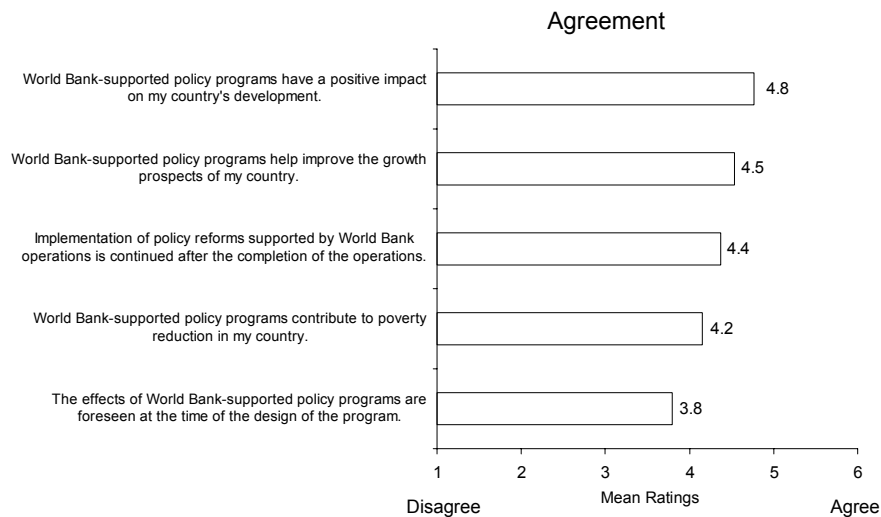 Agreement
World Bank-supported policy programs have a positive impact
on my country's development.
4.8
World Bank-supported policy programs help improve the growth
prospects of my country.
4.5
Implementation of policy reforms supported by World Bank
operations is continued after the completion of the operations.
4.4
World Bank-supported policy programs contribute to poverty
reduction in my country.
4.2
The effects of World Bank-supported policy programs are
foreseen at the time of the design of the program.
3.8
1 2 3 4 5 6
Disagree Mean Ratings Agree